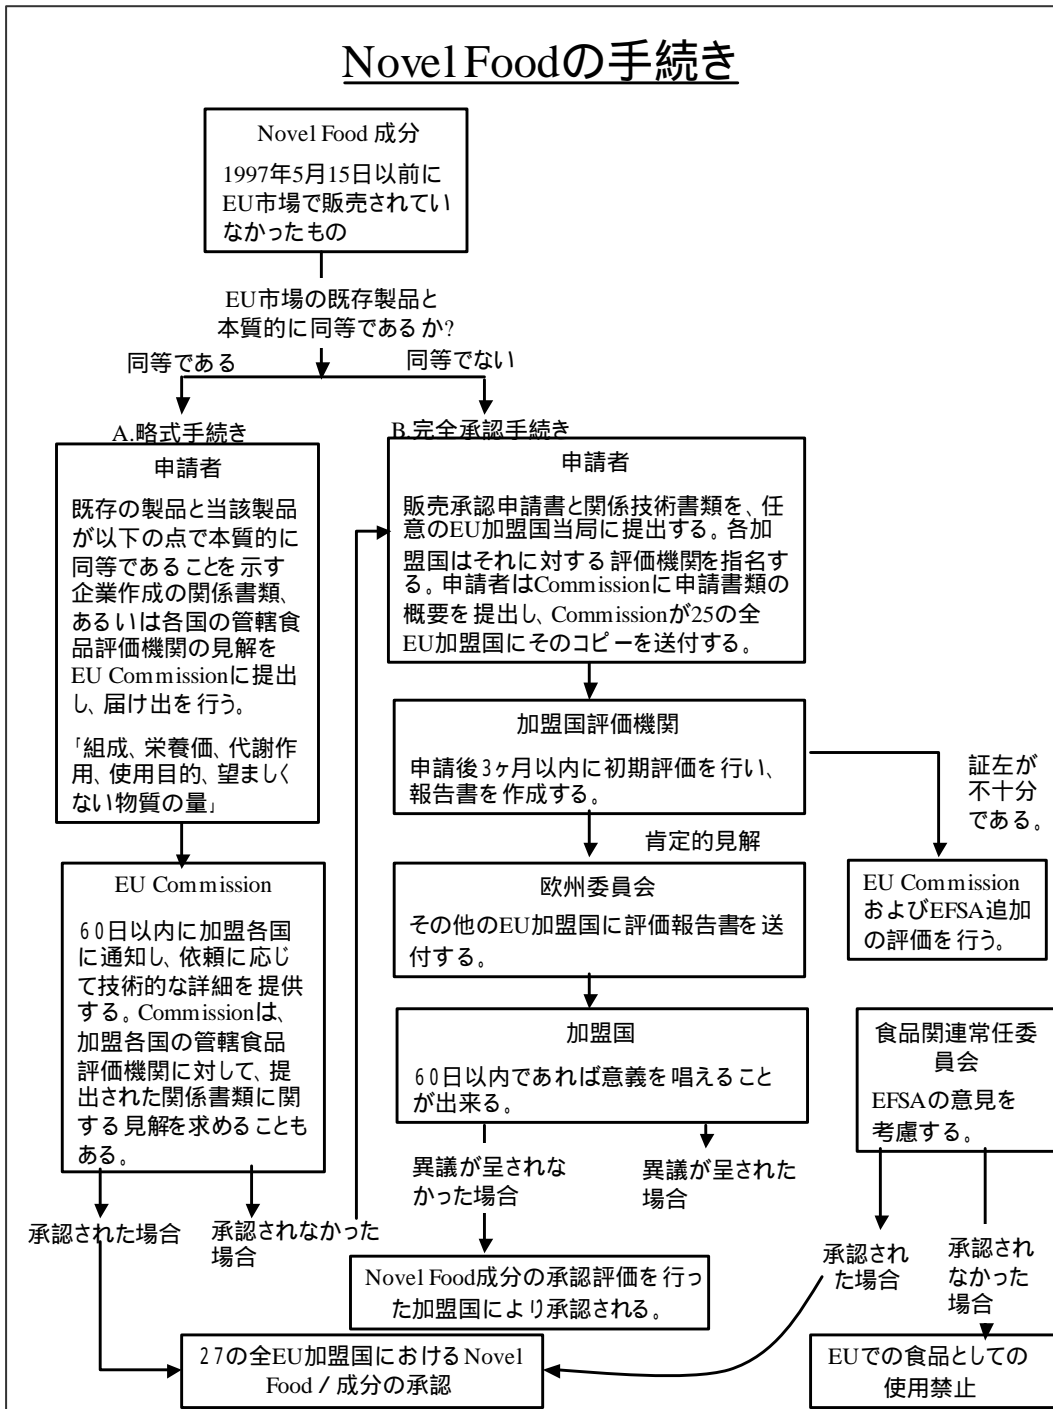 Novel Foodの手続き
Novel Food 成分
1997年5月15日以前に
EU市場で販売されてい
なかったもの
EU市場の既存製品と
本質的に同等であるか?
同等である
同等でない
A.略式手続き
申請者
既存の製品と当該製品
が以下の点で本質的に
同等であることを示す
企業作成の関係書類、
あるいは各国の管轄食
品評価機関の見解を
EU Commissionに提出
し、届け出を行う。
「組成、栄養価、代謝作
用、使用目的、望ましく
ない物質の量」
EU Commission
60日以内に加盟各国
に通知し、依頼に応じ
て技術的な詳細を提供
する。Commissionは、
加盟各国の管轄食品
評価機関に対して、提
出された関係書類に関
する見解を求めることも
ある。
承認された場合
承認されなかった
場合
B.完全承認手続き
申請者
販売承認申請書と関係技術書類を、任
意のEU加盟国当局に提出する。各加
盟国はそれに対する評価機関を指名す
る。申請者はCommissionに申請書類の
概要を提出し、Commissionが25の全
EU加盟国にそのコピーを送付する。
加盟国評価機関
申請後3ヶ月以内に初期評価を行い、
報告書を作成する。
肯定的見解
証左が
不十分
である。
欧州委員会
その他のEU加盟国に評価報告書を送
付する。
EU Commission
およびEFSA追加
の評価を行う。
加盟国
60日以内であれば意義を唱えること
が出来る。
異議が呈されな
かった場合
異議が呈された
場合
食品関連常任委
員会
EFSAの意見を
考慮する。
承認され
た場合
承認され
なかった
場合
Novel Food成分の承認評価を行っ
た加盟国により承認される。
27の全EU加盟国におけるNovel
Food/成分の承認
EUでの食品としての
使用禁止